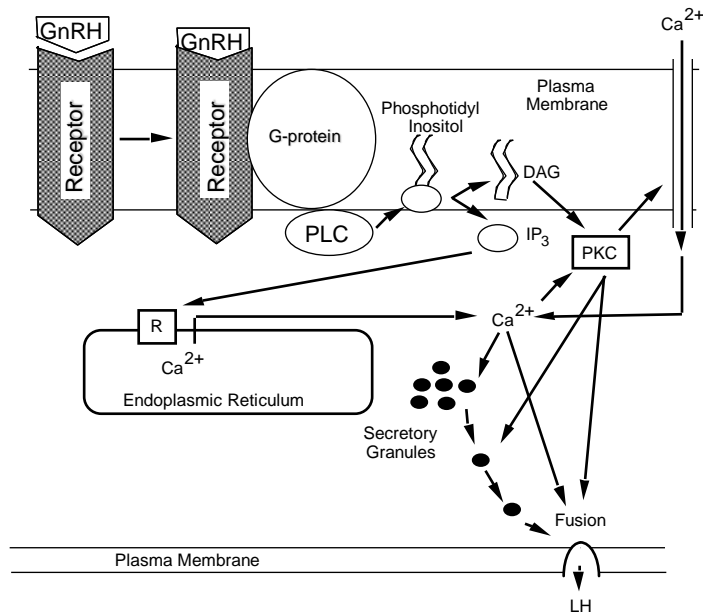 GnRH
GnRH
Ca2+
Receptor
Receptor
G-protein
Phosphotidyl
Inositol
Plasma
Membrane
DAG
PLC
IP3
PKC
R
Ca2+
Ca2+
Endoplasmic Reticulum
Secretory
Granules
Fusion
Plasma Membrane
LH